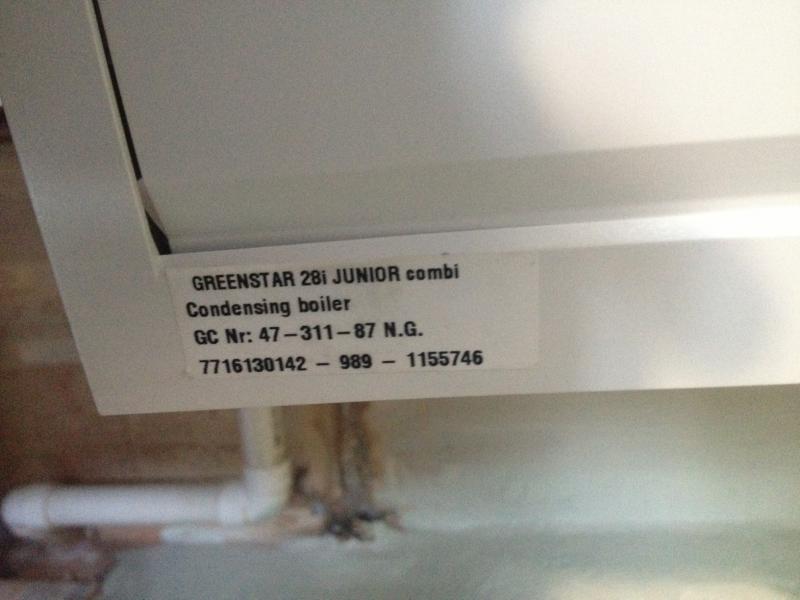 GREENSTAR 28i JUNIOR combi
Condensing boiler
GC Nr: 47-311-87 N.G.
7716130142 - 989 - 1155746